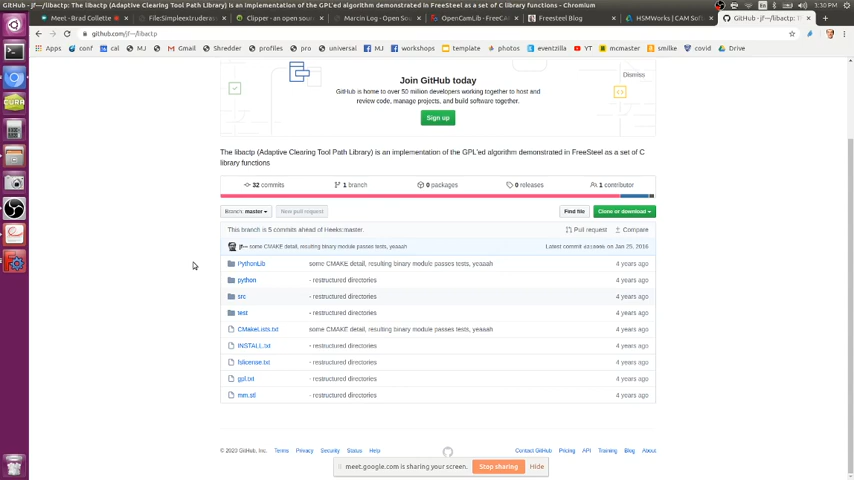 GitHub - jf---/libactp: The libactp (Adaptive Clearing Tool Path Library) is an implementation of the GPL'ed algorithm demonstrated in FreeSteel as a set of C library functions - Chromium
3:30 PM
Meet - Brad Collette
File:Simpleextruderas
Clipper - an open sour
Marcin Log - Open Sou
OpenCamLib - FreeCA
Freesteel Blog
HSMWorks | CAM Soft
GitHub - jf---/libactp: T
github.com/jf---/libactp
Apps
conf
cal
MJ
Gmail
Shredder
profiles
pro
universal
MJ
workshops
template
photos
eventzilla
YT
mcmaster
smilke
covid
Drive
Join GitHub today
Dismiss
GitHub is home to over 50 million developers working together to host and
review code, manage projects, and build software together.
Sign up
The libactp (Adaptive Clearing Tool Path Library) is an implementation of the GPL'ed algorithm demonstrated in FreeSteel as a set of C
library functions
32 commits
1 branch
0 packages
0 releases
1 contributor
Branch: master
New pull request
Find file
Clone or download
This branch is 5 commits ahead of Heeks:master.
Pull request
Compare
jf--- some CMAKE detail, resulting binary module passes tests, yeaaah
Latest commit on Jan 25, 2016
PythonLib some CMAKE detail, resulting binary module passes tests, yeaaah 4 years ago
python - restructured directories 4 years ago
src - restructured directories 4 years ago
test - restructured directories 4 years ago
CMakeLists.txt some CMAKE detail, resulting binary module passes tests, yeaaah 4 years ago
INSTALL.txt - restructured directories 4 years ago
fslicense.txt - restructured directories 4 years ago
gpl.txt - restructured directories 4 years ago
mm.stl - restructured directories 4 years ago
© 2020 GitHub, Inc.
Terms
Privacy
Security
Status
Help
Contact GitHub
Pricing
API
Training
Blog
About
meet.google.com is sharing your screen.
Stop sharing
Hide
CURA